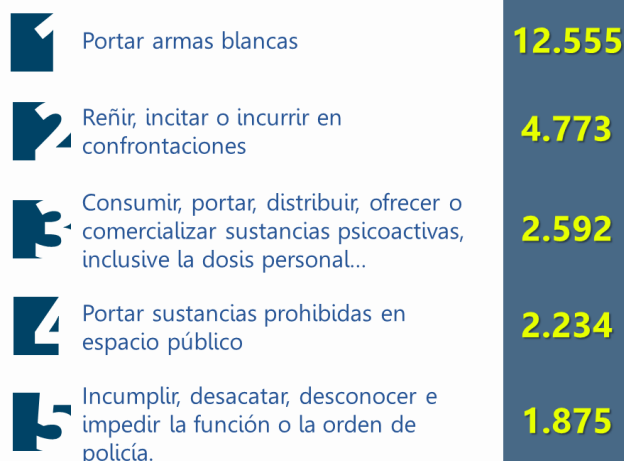 1
Portar armas blancas
12.555
2
Reñir, incitar o incurrir en
confrontaciones
4.773
3
Consumir, portar, distribuir, ofrecer o
comercializar sustancias psicoactivas,
inclusive la dosis personal...
2.592
4
Portar sustancias prohibidas en
espacio público
2.234
5
Incumplir, desacatar, desconocer e
impedir la función o la orden de
policía.
1.875